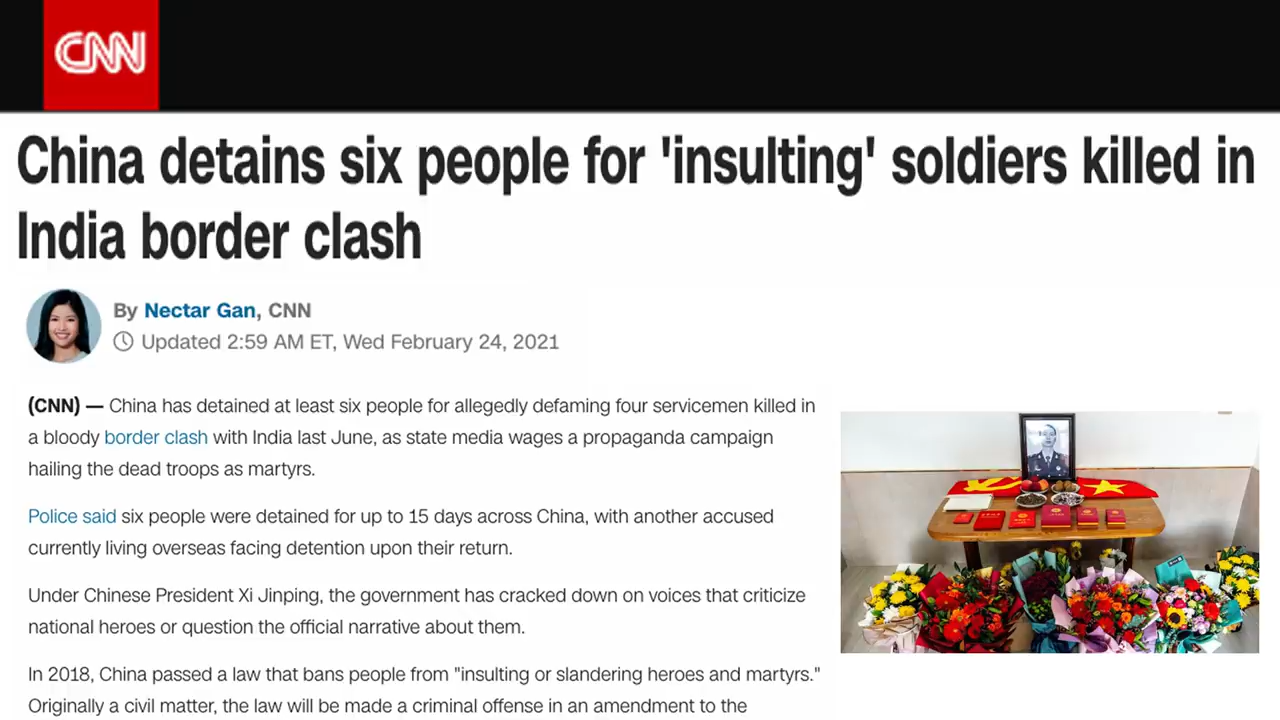 CNN
China detains six people for 'insulting' soldiers killed in
India border clash
By Nectar Gan, CNN
Updated 2:59 AM ET, Wed February 24, 2021
(CNN) — China has detained at least six people for allegedly defaming four servicemen killed in
a bloody border clash with India last June, as state media wages a propaganda campaign
hailing the dead troops as martyrs.
Police said six people were detained for up to 15 days across China, with another accused
currently living overseas facing detention upon their return.
Under Chinese President Xi Jinping, the government has cracked down on voices that criticize
national heroes or question the official narrative about them.
In 2018, China passed a law that bans people from "insulting or slandering heroes and martyrs."
Originally a civil matter, the law will be made a criminal offense in an amendment to the